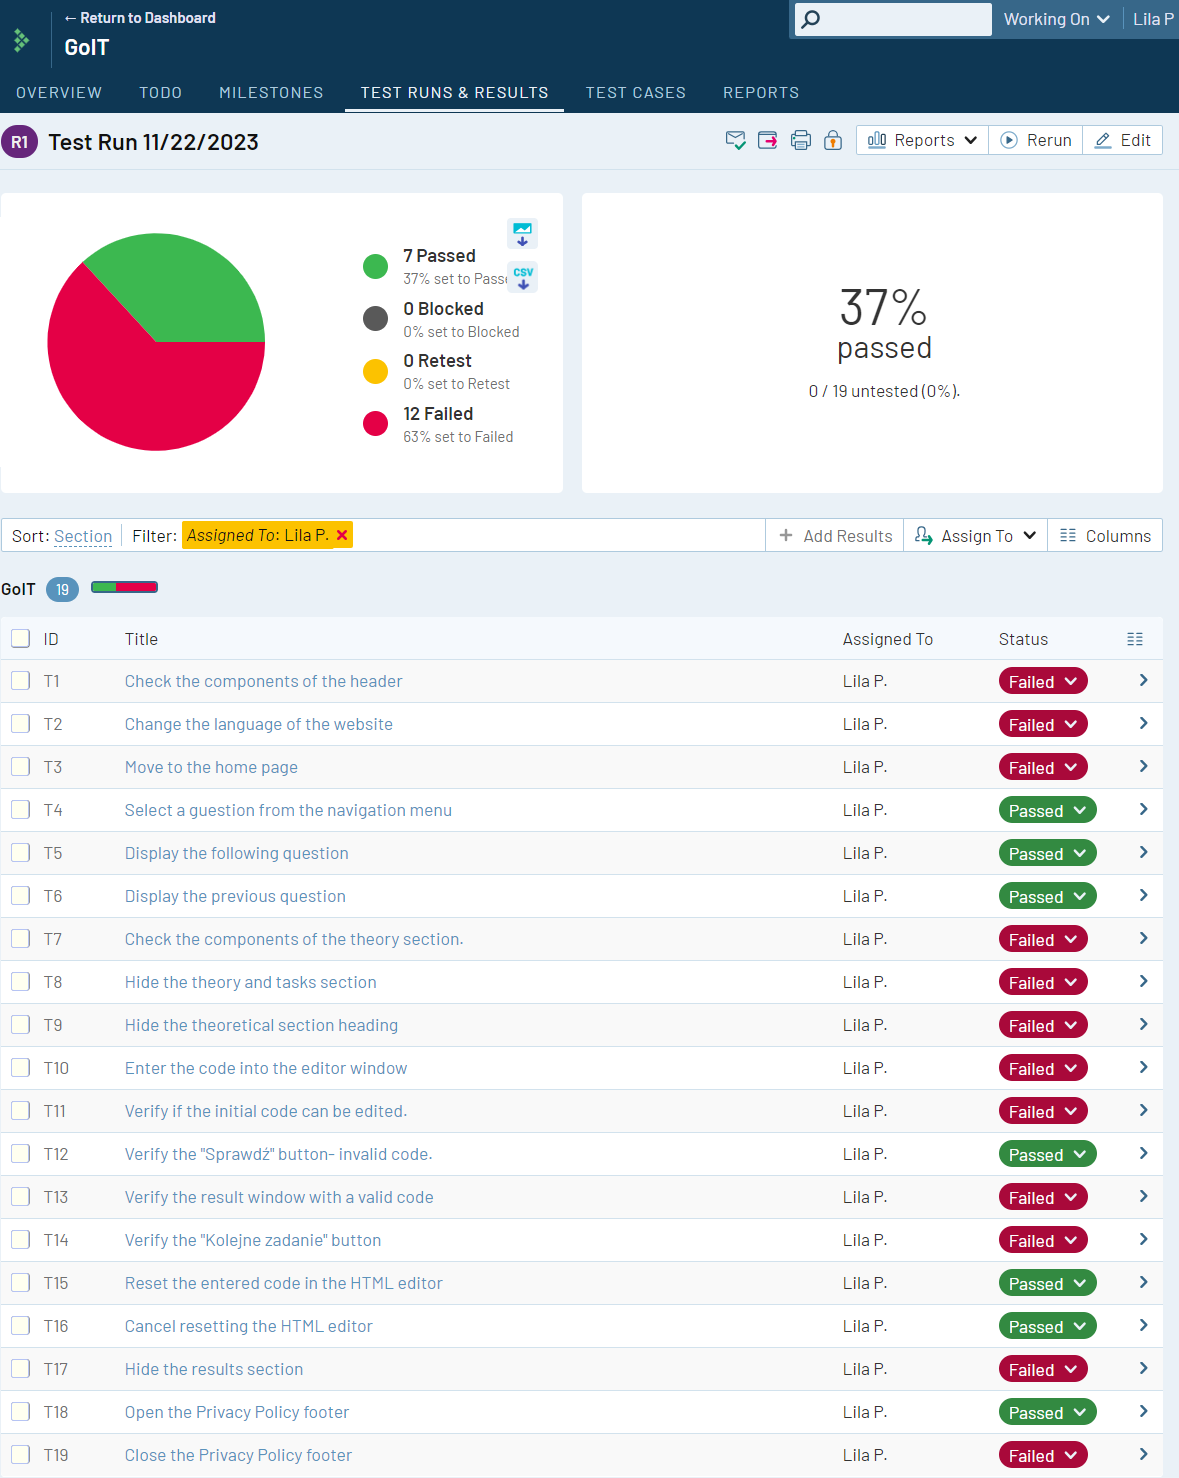 ← Return to Dashboard
GoIT
Working On
Lila P
OVERVIEW TODO MILESTONES TEST RUNS & RESULTS TEST CASES REPORTS
R1 Test Run 11/22/2023
Reports Rerun Edit
7 Passed
37% set to Pass
CSV
0 Blocked
0% set to Blocked
0 Retest
0% set to Retest
12 Failed
63% set to Failed
37%
passed
0 / 19 untested (0%).
Sort: Section Filter: Assigned To: Lila P. Add Results Assign To Columns
GoIT 19
ID Title Assigned To Status
T1 Check the components of the header Lila P. Failed
T2 Change the language of the website Lila P. Failed
T3 Move to the home page Lila P. Failed
T4 Select a guestion from the navigation menu Lila P. Passed
T5 Display the following question Lila P. Passed
T6 Display the previous question Lila P. Passed
T7 Check the components of the theory section. Lila P. Failed
T8 Hide the theory and tasks section Lila P. Failed
T9 Hide the theoretical section heading Lila P. Failed
T10 Enter the code into the editor window Lila P. Failed
T11 Verify if the initial code can be edited. Lila P. Failed
T12 Verify the "Sprawdź" button- invalid code. Lila P. Passed
T13 Verify the result window with a valid code Lila P. Failed
T14 Verify the "Kolejne zadanie" button Lila P. Failed
T15 Reset the entered code in the HTML editor Lila P. Passed
T16 Cancel resetting the HTML editor Lila P. Passed
T17 Hide the results section Lila P. Failed
T18 Open the Privacy Policy footer Lila P. Passed
T19 Close the Privacy Policy footer Lila P. Failed